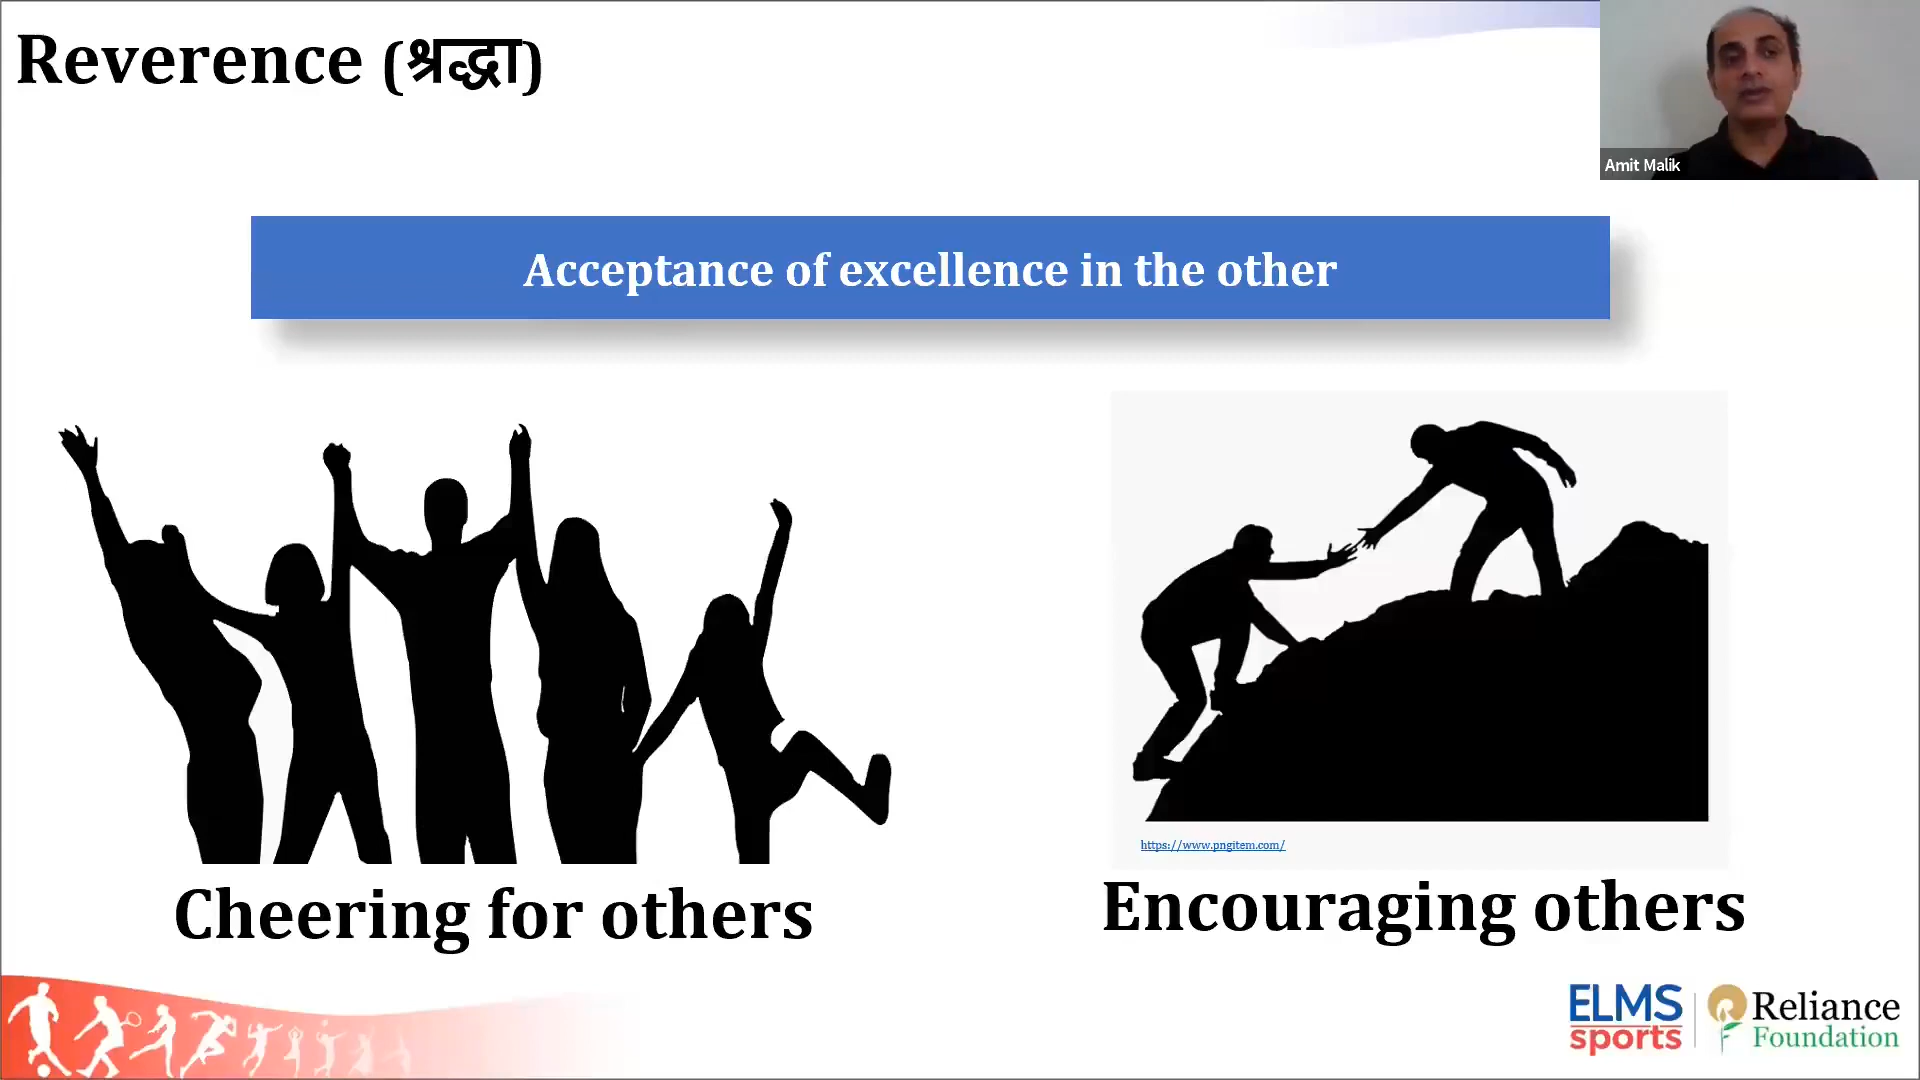 Reverence (श्रद्धा)
Amit Malik
Acceptance of excellence in the other
https://www.pngitem.com/
Cheering for others
Encouraging others
ELMS
sports
Reliance
Foundation